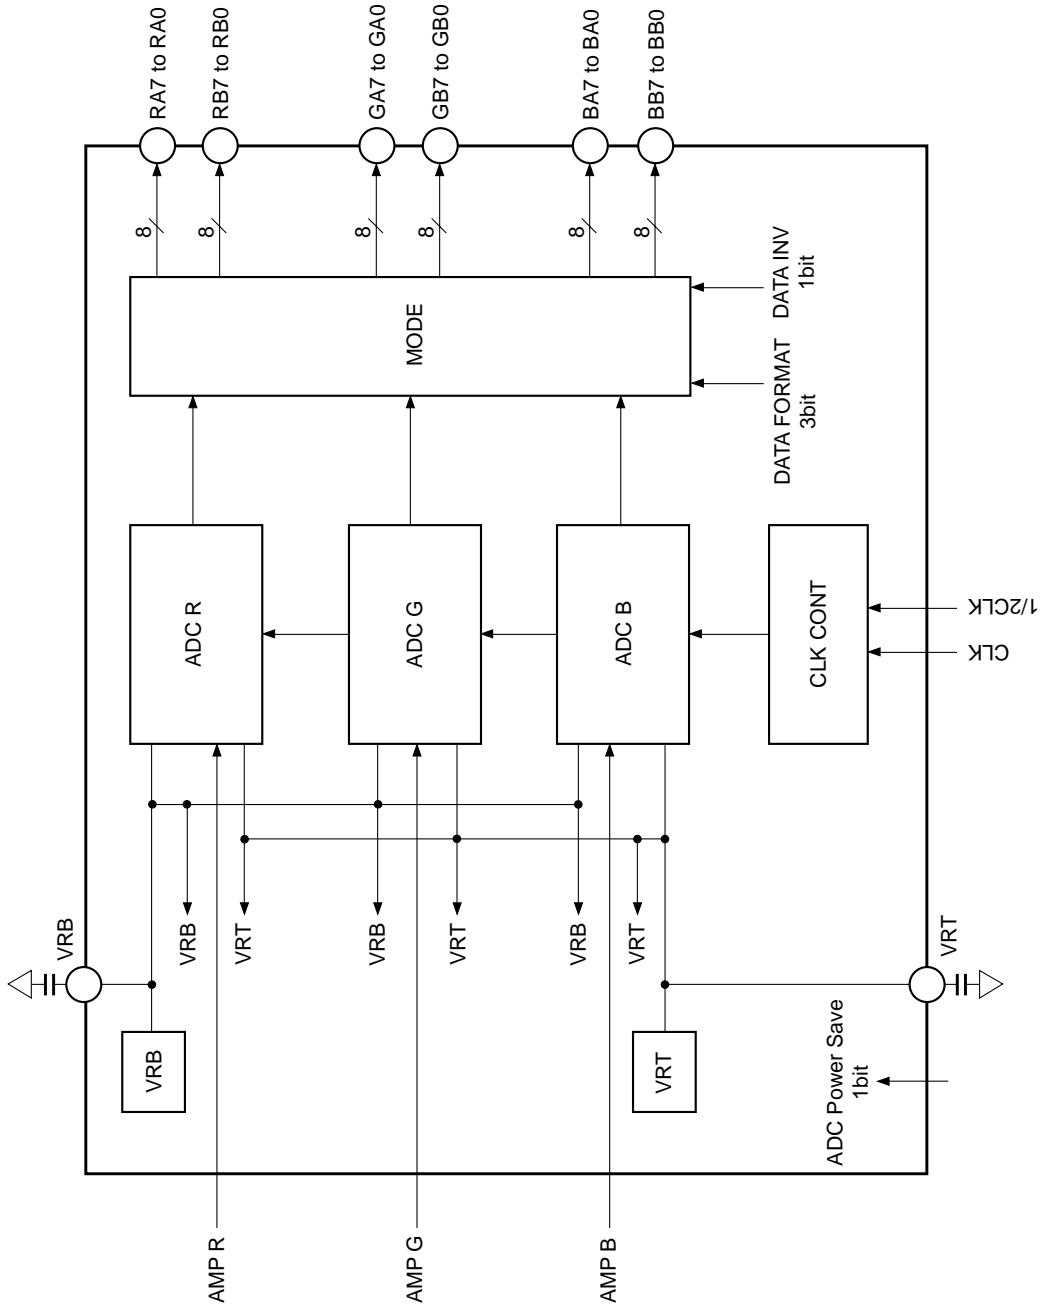 RA7 to RA0
RB7 to RB0
GA7 to GA0
GB7 to GB0
BA7 to BA0
BB7 to BB0
8
8
8
8
8
8
MODE
DATA INV
1bit
DATA FORMAT
3bit
ADC R
ADC G
ADC B
CLK CONT
1/2CLK
CLK
VRB
VRB
VRT
VRB
VRT
VRB
VRT
VRT
VRB
VRT
ADC Power Save
1bit
AMP R
AMP G
AMP B